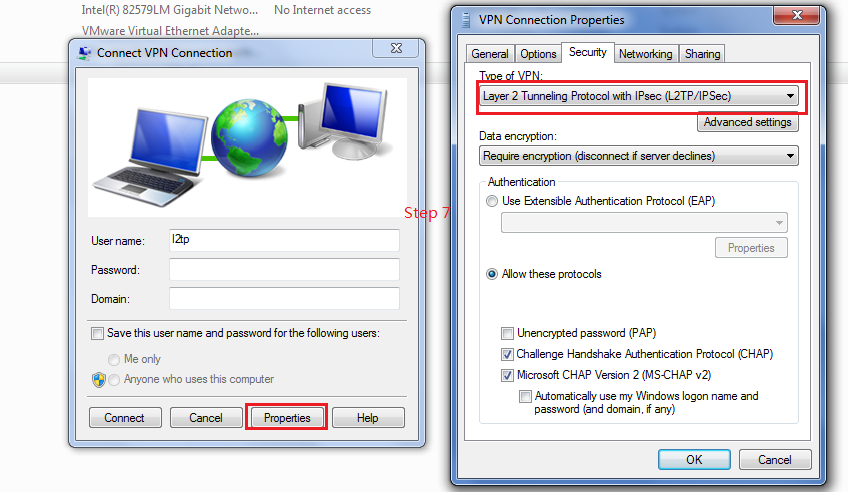 Intel(R) 82579LM Gigabit Netwo... No Internet access
VMware Virtual Ethernet Adapte...
Connect VPN Connection
User name: l2tp
Password:
Domain:
Save this user name and password for the following users:
Me only
Anyone who uses this computer
Connect Cancel Properties Help
Step 7
VPN Connection Properties
General Options Security Networking Sharing
Type of VPN:
Layer 2 Tunneling Protocol with IPsec (L2TP/IPSec)
Advanced settings
Data encryption:
Require encryption (disconnect if server declines)
Authentication
Use Extensible Authentication Protocol (EAP)
Properties
Allow these protocols
Unencrypted password (PAP)
Challenge Handshake Authentication Protocol (CHAP)
Microsoft CHAP Version 2 (MS-CHAP v2)
Automatically use my Windows logon name and
password (and domain, if any)
OK Cancel